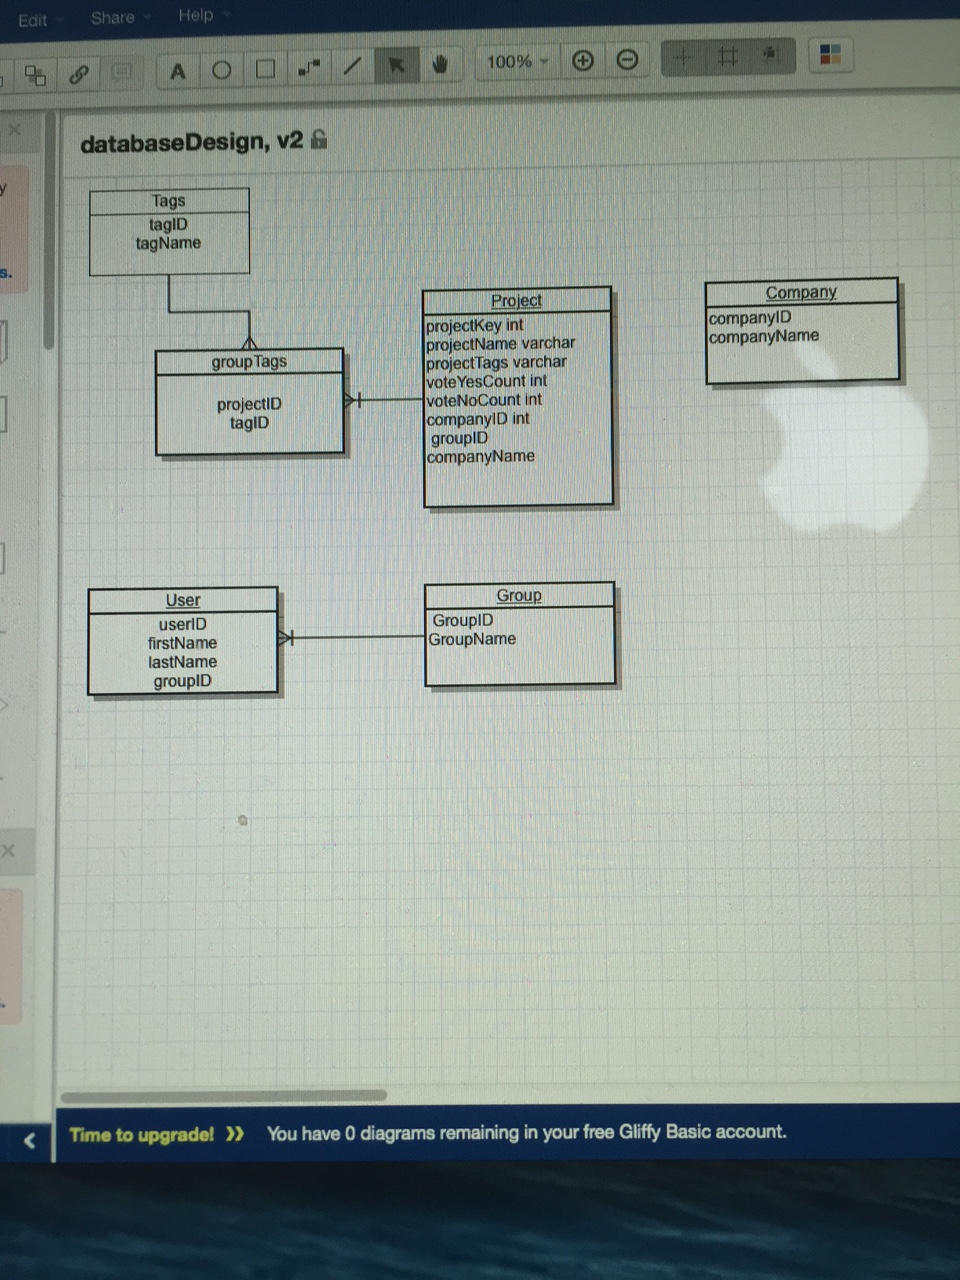 Edit
Share
Help
A
100%
databaseDesign, v2
y
s.
Tags
tagID
tagName
groupTags
projectID
tagID
Project
projectKey int
projectName varchar
projectTags varchar
voteYesCount int
voteNoCount int
companyID int
groupID
companyName
Company
companyID
companyName
User
userID
firstName
lastName
groupID
Group
GroupID
GroupName
Time to upgrade! You have 0 diagrams remaining in your free Gliffy Basic account.